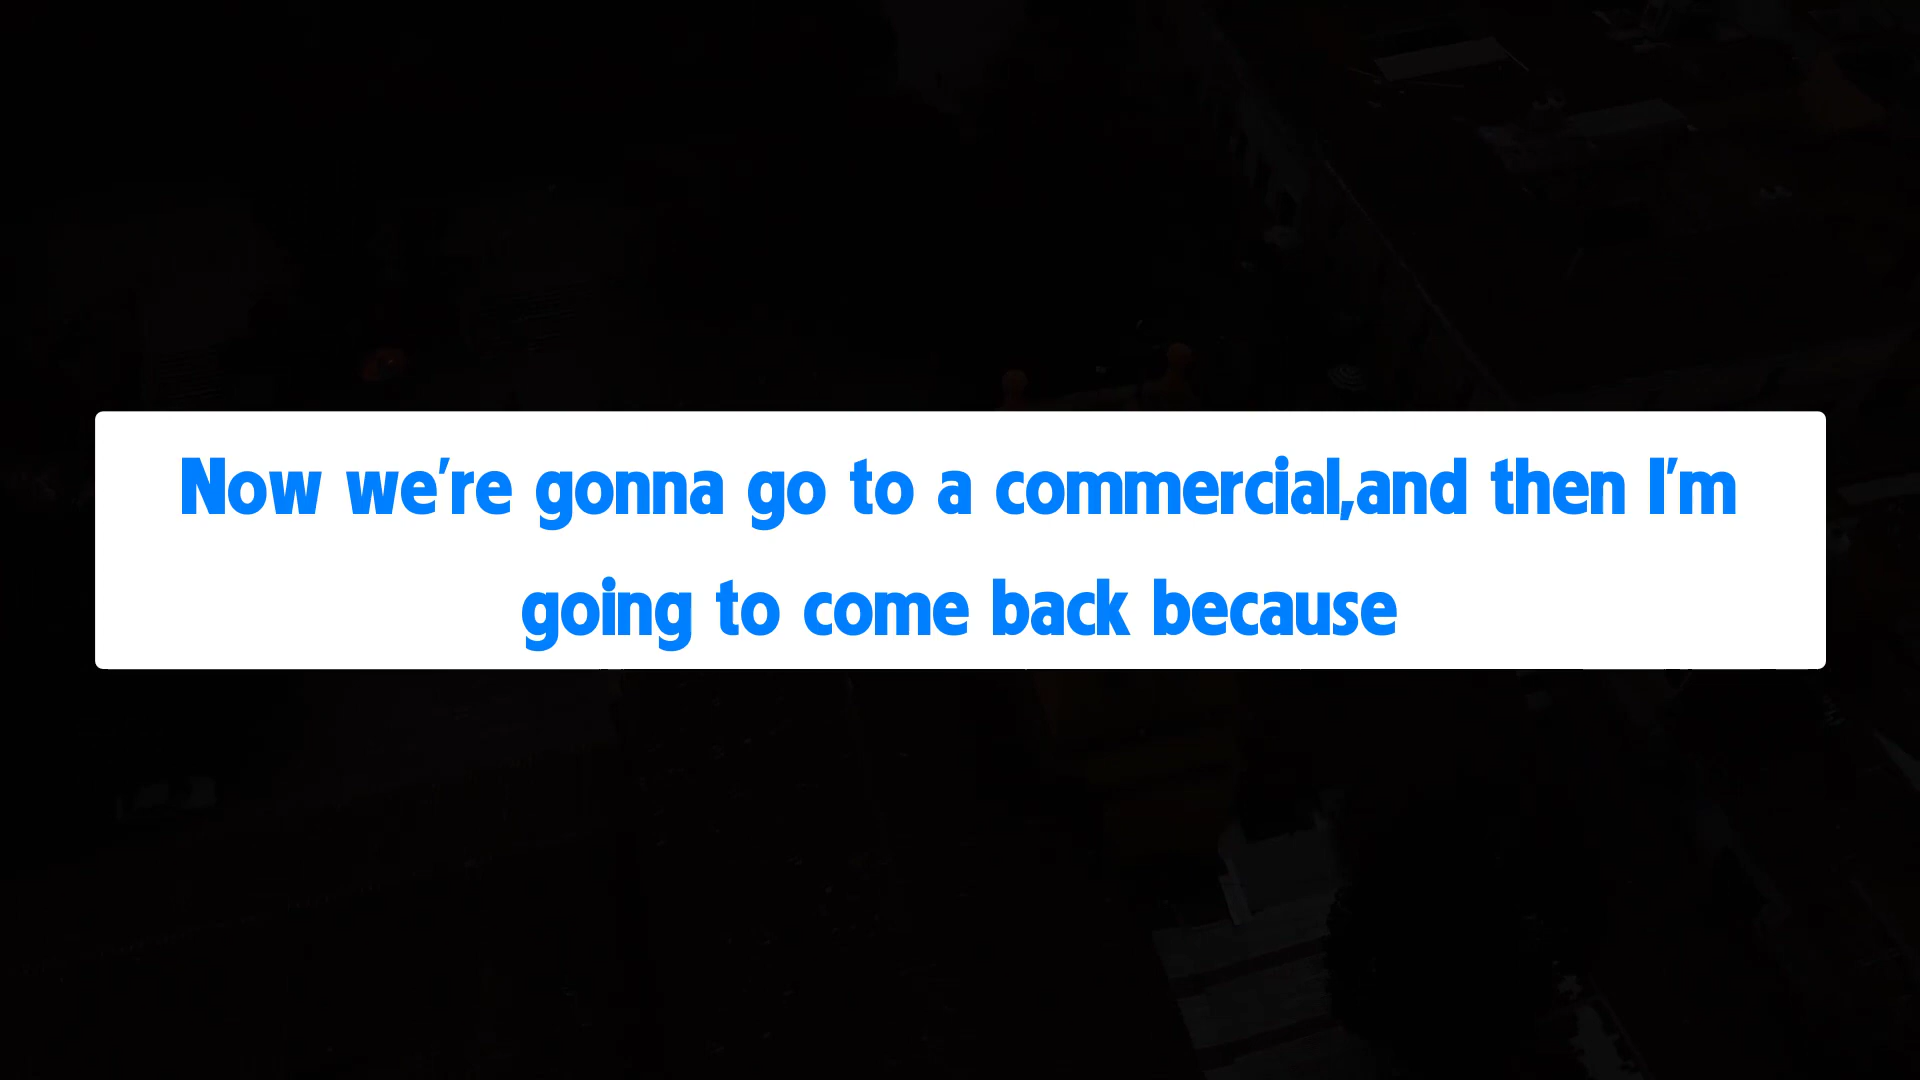 Now we're gonna go to a commercial,and then I'm
going to come back because